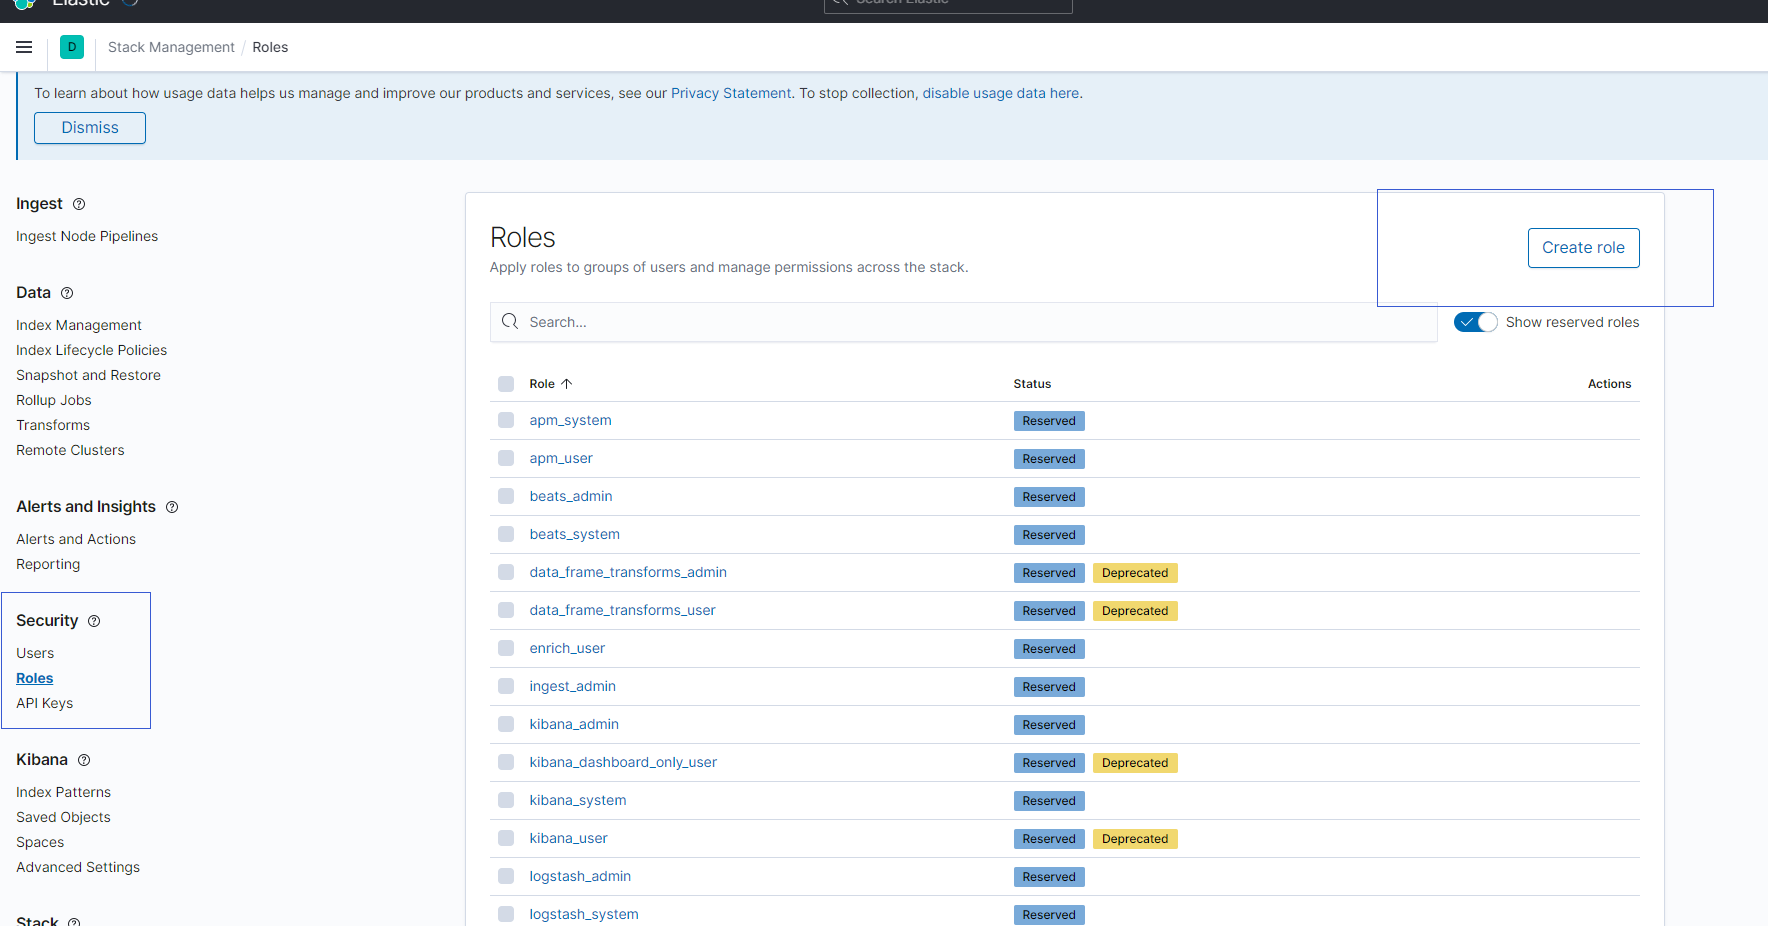 Elastic
Search Elastic
D
Stack Management / Roles
To learn about how usage data helps us manage and improve our products and services, see our Privacy Statement. To stop collection, disable usage data here.
Dismiss
Ingest
Ingest Node Pipelines
Data
Index Management
Index Lifecycle Policies
Snapshot and Restore
Rollup Jobs
Transforms
Remote Clusters
Alerts and Insights
Alerts and Actions
Reporting
Security
Users
Roles
API Keys
Kibana
Index Patterns
Saved Objects
Spaces
Advanced Settings
Stack
Roles
Create role
Apply roles to groups of users and manage permissions across the stack.
Search...
Show reserved roles
Role Status Actions
apm_system Reserved
apm_user Reserved
beats_admin Reserved
beats_system Reserved
data_frame_transforms_admin Reserved Deprecated
data_frame_transforms_user Reserved Deprecated
enrich_user Reserved
ingest_admin Reserved
kibana_admin Reserved
kibana_dashboard_only_user Reserved Deprecated
kibana_system Reserved
kibana_user Reserved Deprecated
logstash_admin Reserved
logstash_system Reserved